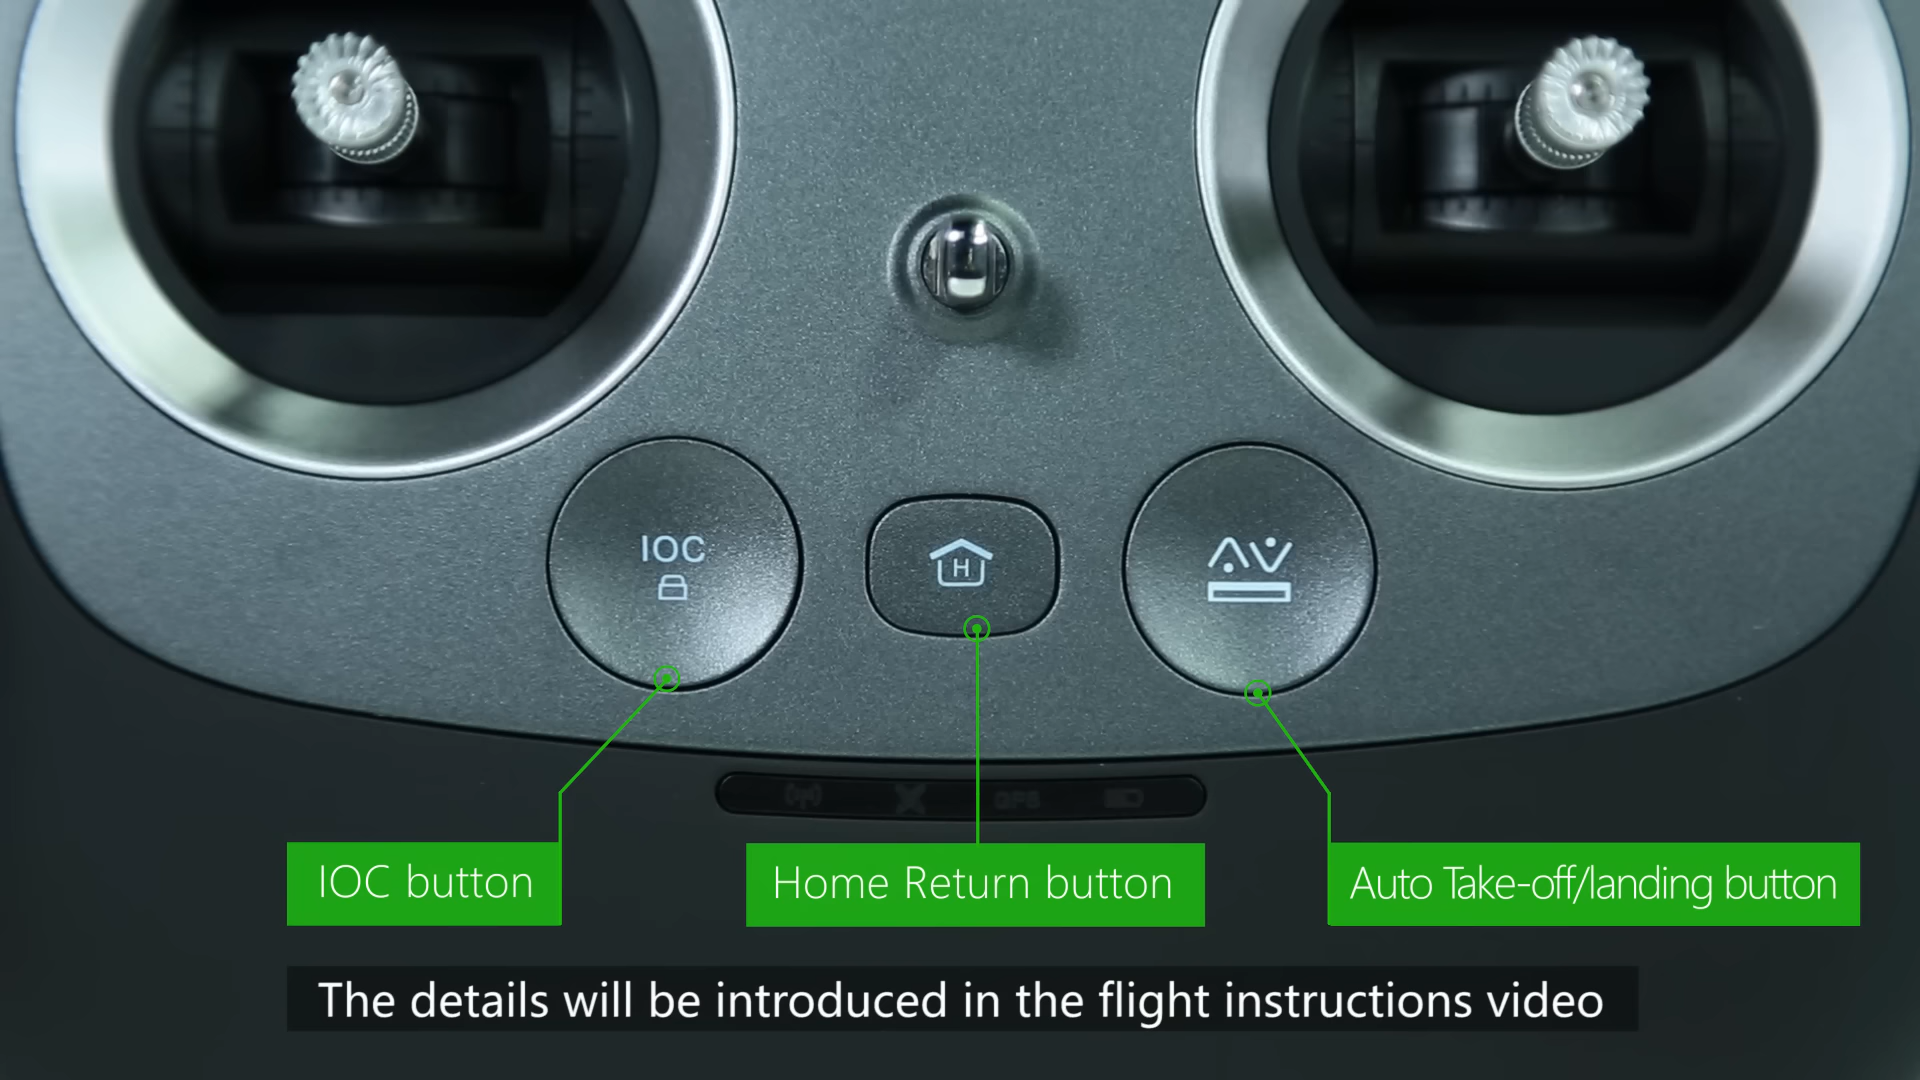 IOC
H
GPS
IOC button
Home Return button
Auto Take-off/landing button
The details will be introduced in the flight instructions video